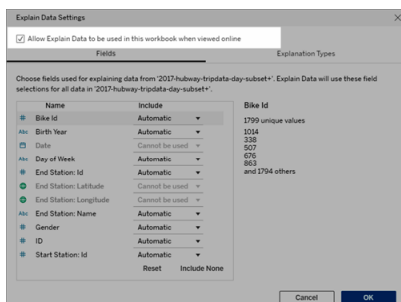 Explain Data Settings
Allow Explain Data to be used in this workbook when viewed online
Fields Explanation Types
Choose fields used for explaining data from '2017-hubway-tripdata-day-subset+'. Explain Data will use these field
selections for all data in '2017-hubway-tripdata-day-subset+'.
Name Include
# Bike Id Automatic
Abc Birth Year Automatic
Date Cannot be used
Abc Day of Week Automatic
# End Station: Id Automatic
End Station: Latitude Cannot be used
End Station: Longitude Cannot be used
Abc End Station: Name Automatic
# Gender Automatic
# ID Automatic
# Start Station: Id Automatic
Reset Include None
Bike Id
1799 unique values
1014
338
507
676
863
and 1794 others
Cancel OK